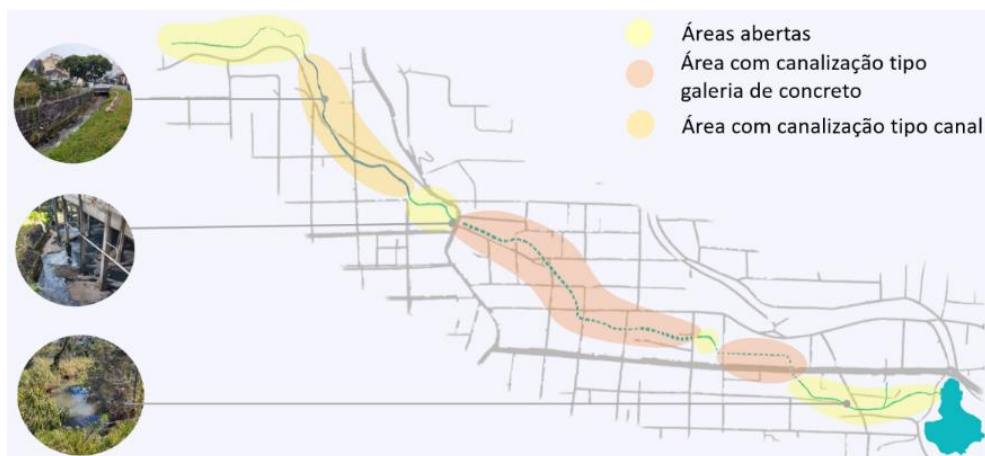 Áreas abertas
Área com canalização tipo
galeria de concreto
Área com canalização tipo canal